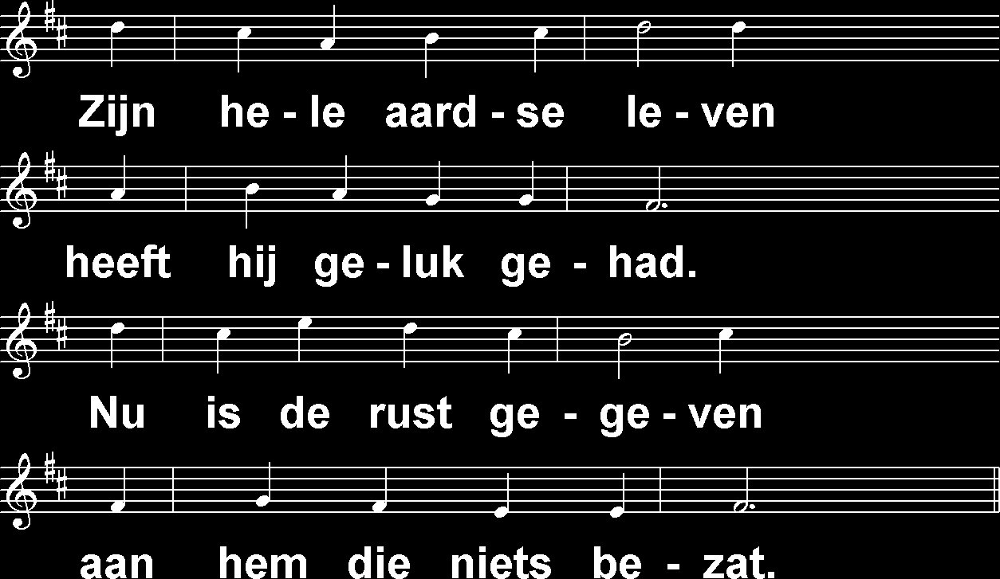 Zijn he - le aard - se le - ven
heeft hij ge - luk ge - had.
Nu is de rust ge - ge - ven
aan hem die niets be - zat.